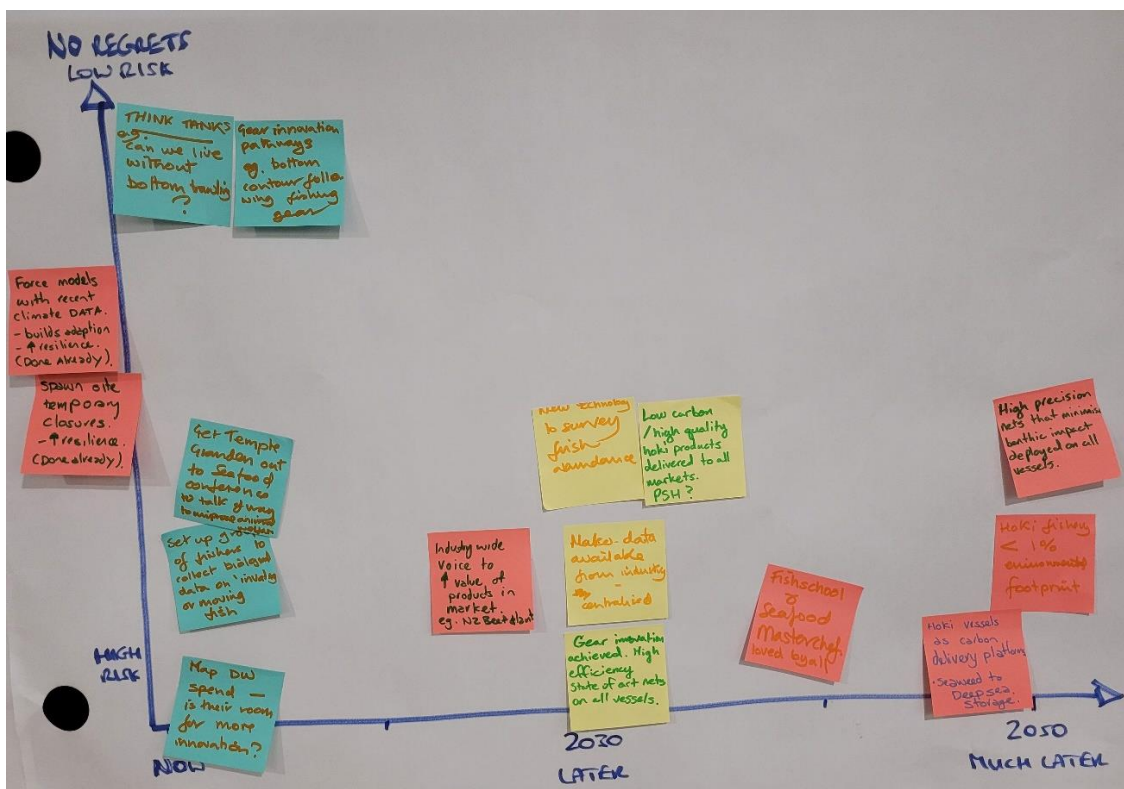 NO REGRETS
LOW RISK
THINK TANKS
eg
Can we live
without
bottom trawling
?
Gear innovation
pathways
eg. bottom
contour follo
wing fishing
gear
Force models
with recent
climate DATA.
- builds adaption
- ↑ resilience.
(Done Already).
Spawn site
temporary
closures.
- ↑ resilience.
(Done already).
Get Temple
Granden out
to Seafood
conference
to talk of way
to improve animal
welfare
Set up group
of fishers to
collect biological
data on 'invading'
or moving
fish
HIGH
RISK
Map DW
spend —
is their room
for more
innovation?
NOW
New technology
to survey
fish
abundance
Low carbon
/high quality
hoki products
delivered to all
markets.
PSH?
Industry wide
Voice to
↑ value of
products in
market.
eg. NZ Beef & lamb
Make data
available
from industry
-
centralised
Gear innovation
achieved. High
efficiency
State of art nets
on all vessels.
2030
LATER
Fishschool
&
Seafood
Masterchef
loved by all
High precision
nets that minimise
benthic impact
deployed on all
vessels.
Hoki fishing
< 1%
environmental
footprint
Hoki vessels
as carbon
delivery platform
- seaweed to
Deepsea
Storage.
2050
MUCH LATER